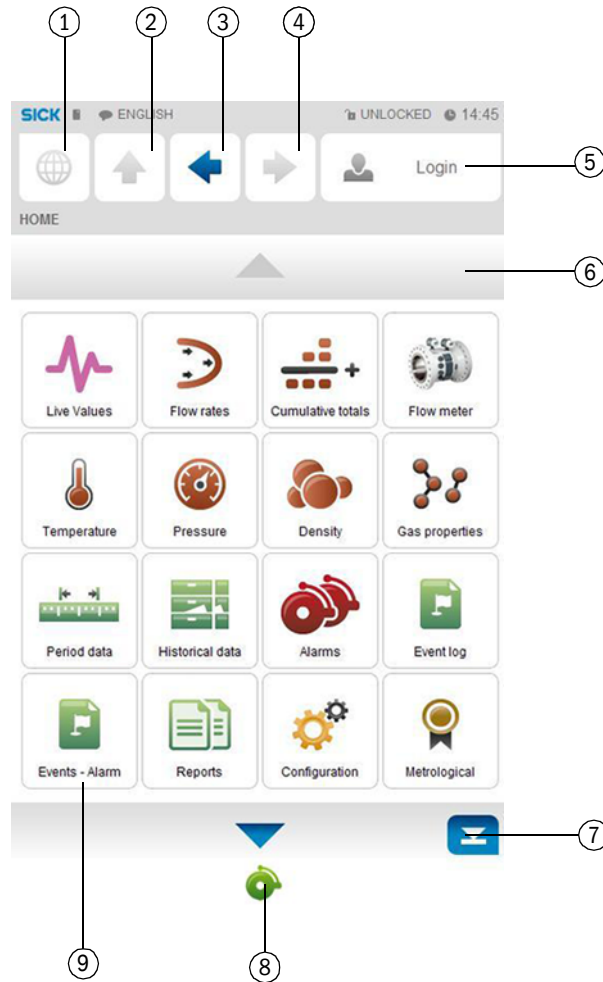 1 2 3 4
SICK ENGLISH UNLOCKED 14:45
Login 5
HOME
6
Live Values Flow rates Cumulative totals Flow meter
Temperature Pressure Density Gas properties
Period data Historical data Alarms Event log
Events - Alarm Reports Configuration Metrological
7
9 8